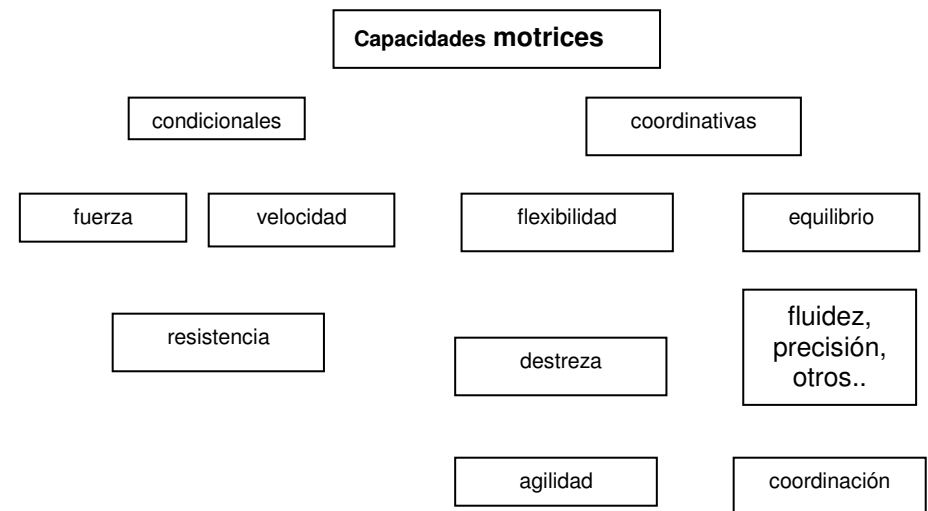 Capacidades motrices
condicionales
coordinativas
fuerza
velocidad
flexibilidad
equilibrio
resistencia
destreza
fluidez,
precisión,
otros..
agilidad
coordinación